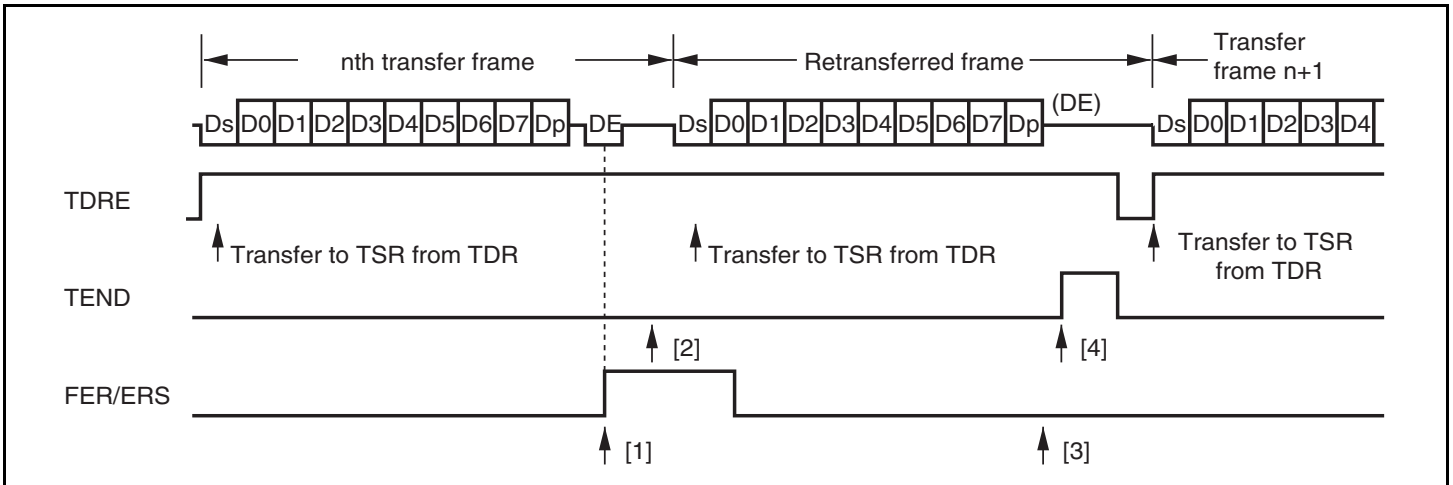 nth transfer frame
Retransferred frame
Transfer
frame n+1
Ds D0 D1 D2 D3 D4 D5 D6 D7 Dp DE
Ds D0 D1 D2 D3 D4 D5 D6 D7 Dp (DE)
Ds D0 D1 D2 D3 D4
TDRE
Transfer to TSR from TDR
Transfer to TSR from TDR
Transfer to TSR
from TDR
TEND
[2]
[4]
FER/ERS
[1]
[3]